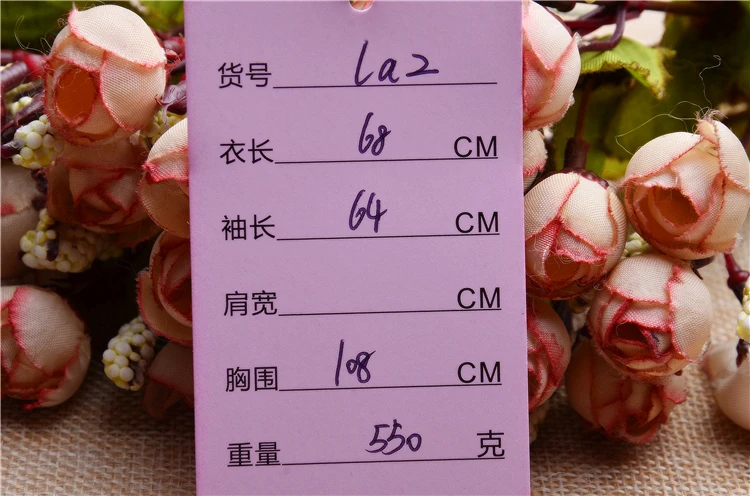 货号 la2
衣长 68 CM
袖长 64 CM
肩宽 CM
胸围 108 CM
重量 550 克